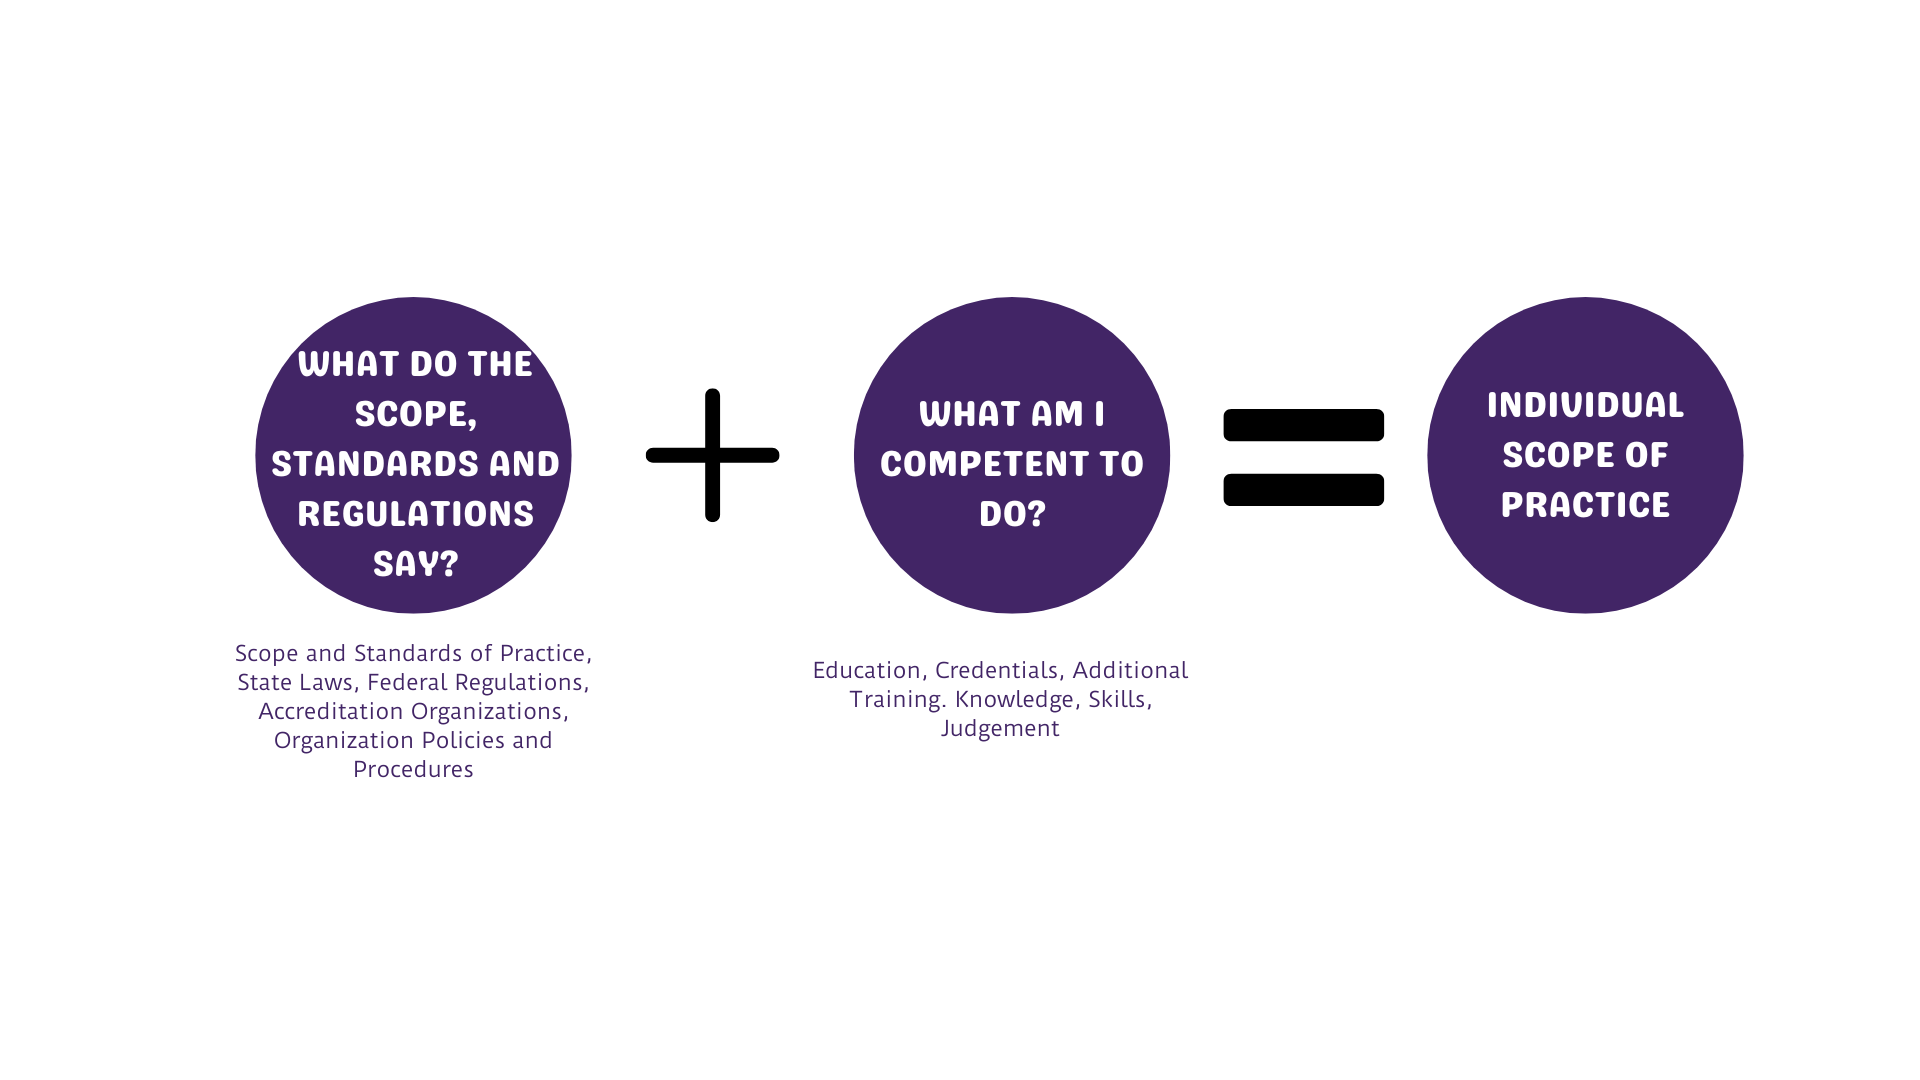 WHAT DO THE
SCOPE,
STANDARDS AND
REGULATIONS
SAY?
Scope and Standards of Practice,
State Laws, Federal Regulations,
Accreditation Organizations,
Organization Policies and
Procedures
WHAT AM I
COMPETENT TO
DO?
Education, Credentials, Additional
Training. Knowledge, Skills,
Judgement
INDIVIDUAL
SCOPE OF
PRACTICE